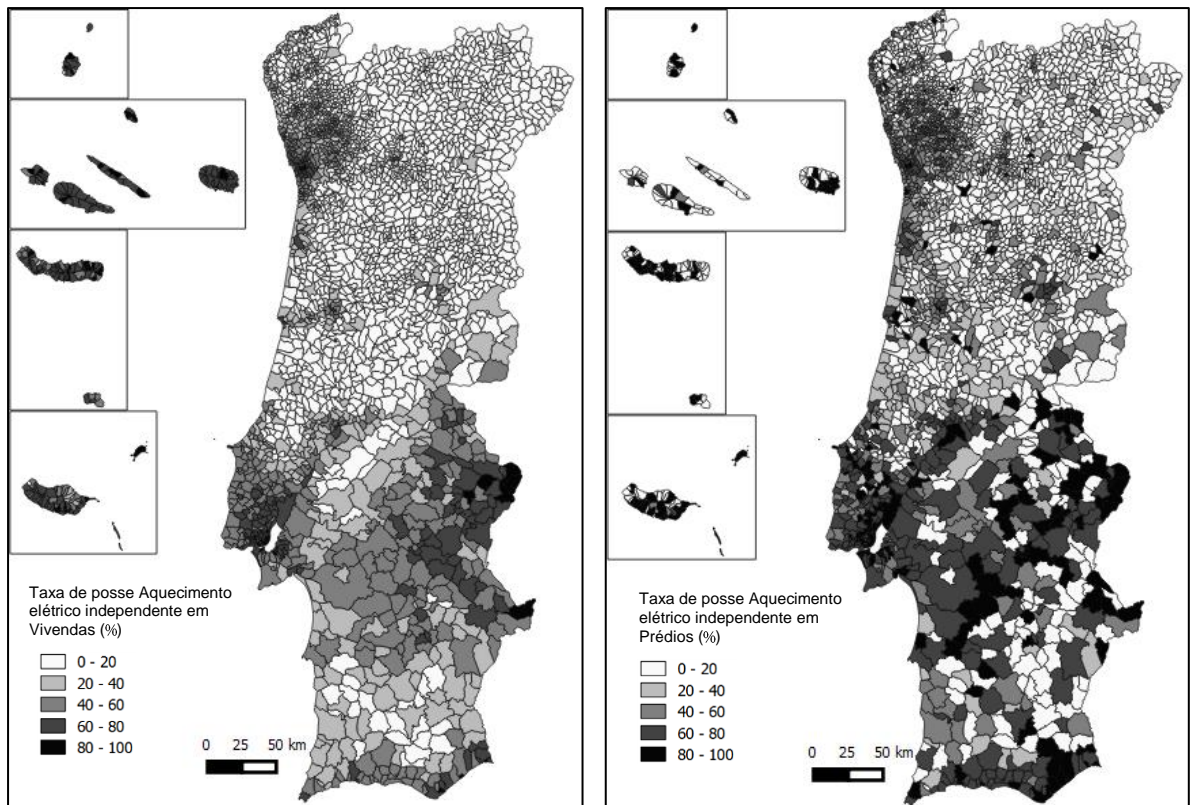 Taxa de posse Aquecimento
elétrico independente em
Vivendas (%)
0 - 20
20 - 40
40 - 60
60 - 80
80 - 100
0 25 50 km
Taxa de posse Aquecimento
elétrico independente em
Prédios (%)
0 - 20
20 - 40
40 - 60
60 - 80
80 - 100
0 25 50 km